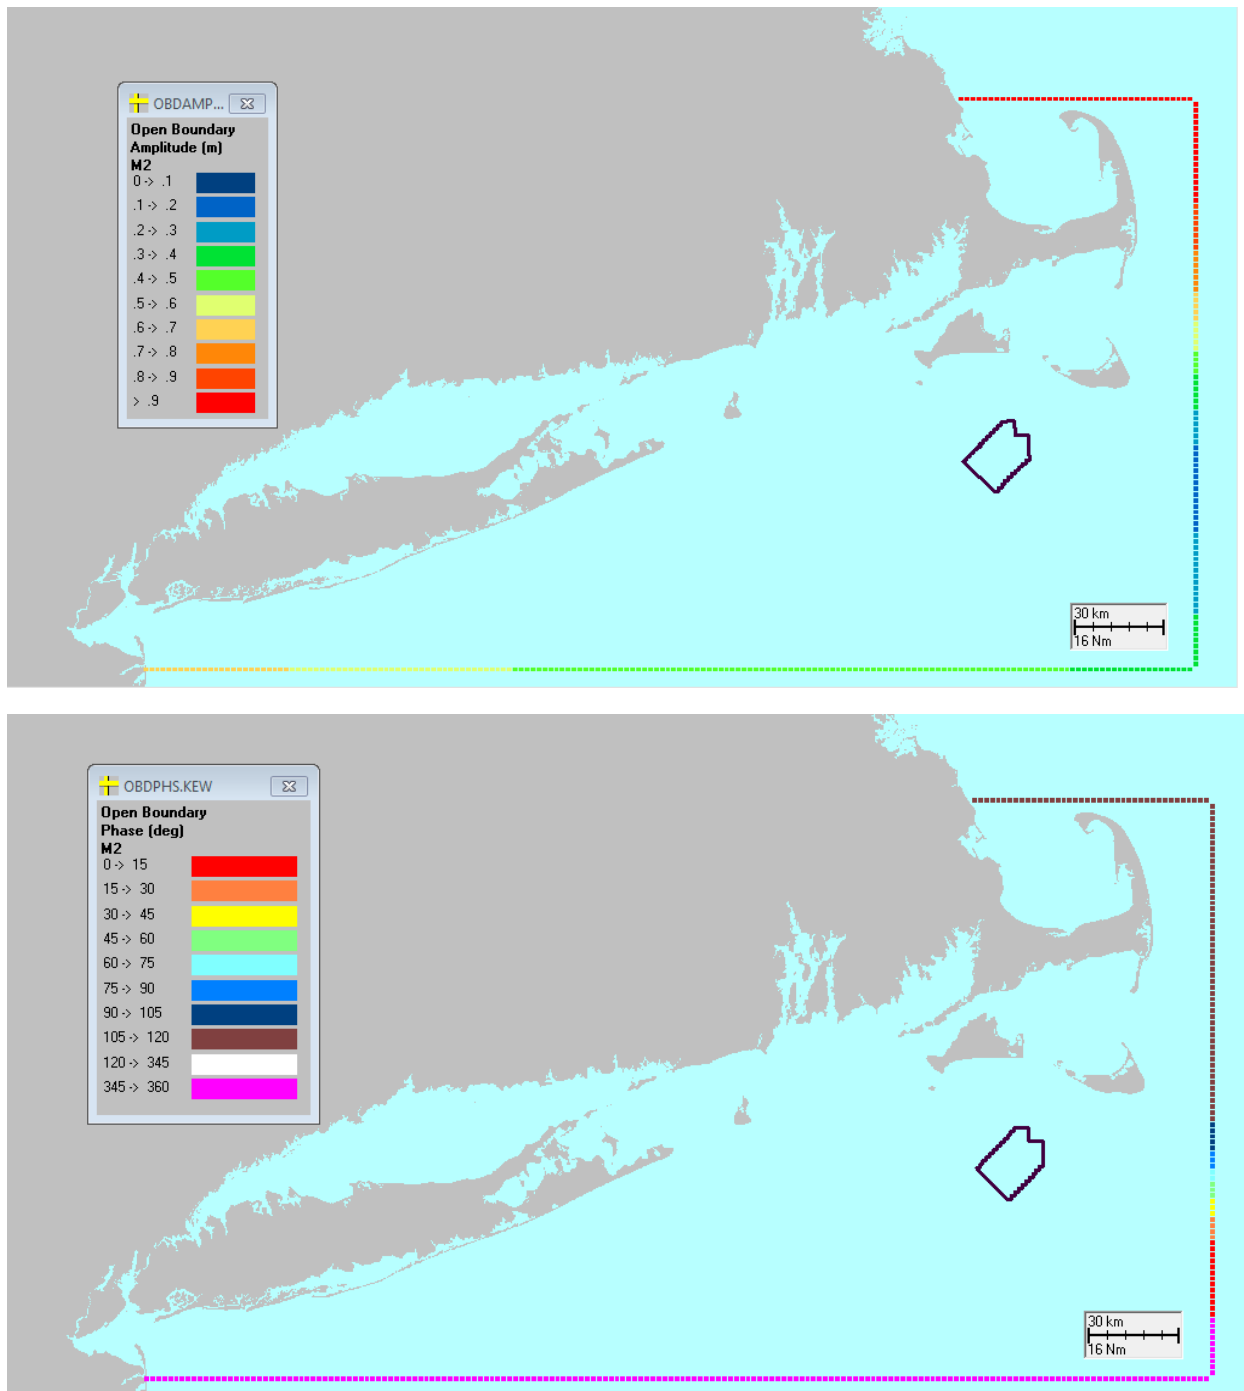 OBDAMP...
Open Boundary
Amplitude (m)
M2
0 -> .1
.1 -> .2
.2 -> .3
.3 -> .4
.4 -> .5
.5 -> .6
.6 -> .7
.7 -> .8
.8 -> .9
> .9
30 km
16 Nm
OBDPHS.KEW
Open Boundary
Phase (deg)
M2
0 -> 15
15 -> 30
30 -> 45
45 -> 60
60 -> 75
75 -> 90
90 -> 105
105 -> 120
120 -> 345
345 -> 360
30 km
16 Nm